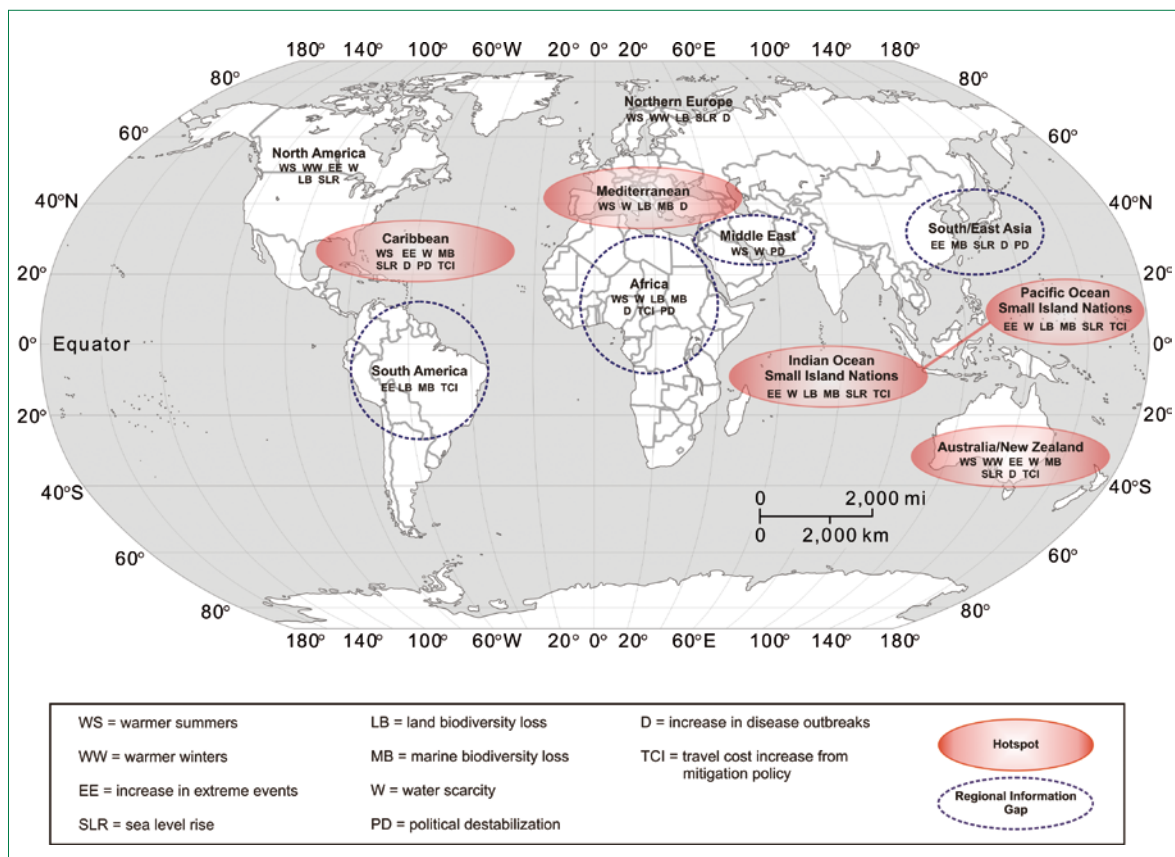 180° 140° 100° 60°W 20° 0° 20° 60°E 100° 140° 180°
80° 80°
Northern Europe
WS WW LB SLR D
60° 60°
North America
WS WW EE W
LB SLR
Mediterranean
WS W LB MB D
40°N 40°N
South/East Asia
EE MB SLR D PD
Middle East
WS W PD
Caribbean
WS EE W MB
SLR D PD TCI
20° 20°
Africa
WS W LB MB
D TCI PD
Pacific Ocean
Small Island Nations
EE W LB MB SLR TCI
0° Equator 0°
Indian Ocean
Small Island Nations
EE W LB MB SLR TCI
South America
EE LB MB TCI
20° 20°
Australia/New Zealand
WS WW EE W MB
SLR D TCI
40°S 40°S
0 2,000 mi
0 2,000 km
60° 60°
80° 80°
180° 140° 100° 60°W 20° 0° 20° 60°E 100° 140° 180°
WS = warmer summers
WW = warmer winters
EE = increase in extreme events
SLR = sea level rise
LB = land biodiversity loss
MB = marine biodiversity loss
W = water scarcity
PD = political destabilization
D = increase in disease outbreaks
TCI = travel cost increase from
mitigation policy
Hotspot
Regional Information
Gap